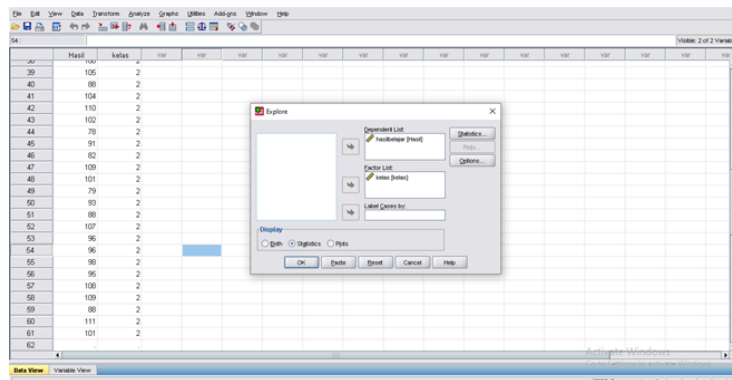 File Edit View Data Transform Analyze Graphs Utilities Add-ons Window Help
54 :
Visible: 2 of 2 Variab
Hasil kelas var var var var var var var var var var var var
39 105 2
40 88 2
41 104 2
42 110 2
43 102 2
44 78 2
45 91 2
46 82 2
47 109 2
48 101 2
49 79 2
50 93 2
51 88 2
52 107 2
53 96 2
54 96 2
55 98 2
56 95 2
57 108 2
58 109 2
59 88 2
60 111 2
61 101 2
62
Explore
Dependent List:
hasilbelajar [Hasil]
Factor List:
kelas [kelas]
Label Cases by:
Statistics...
Plots...
Options...
Display
Both Statistics Plots
OK Paste Reset Cancel Help
Activate Windows
Go to Settings to activate Windows.
Data View Variable View